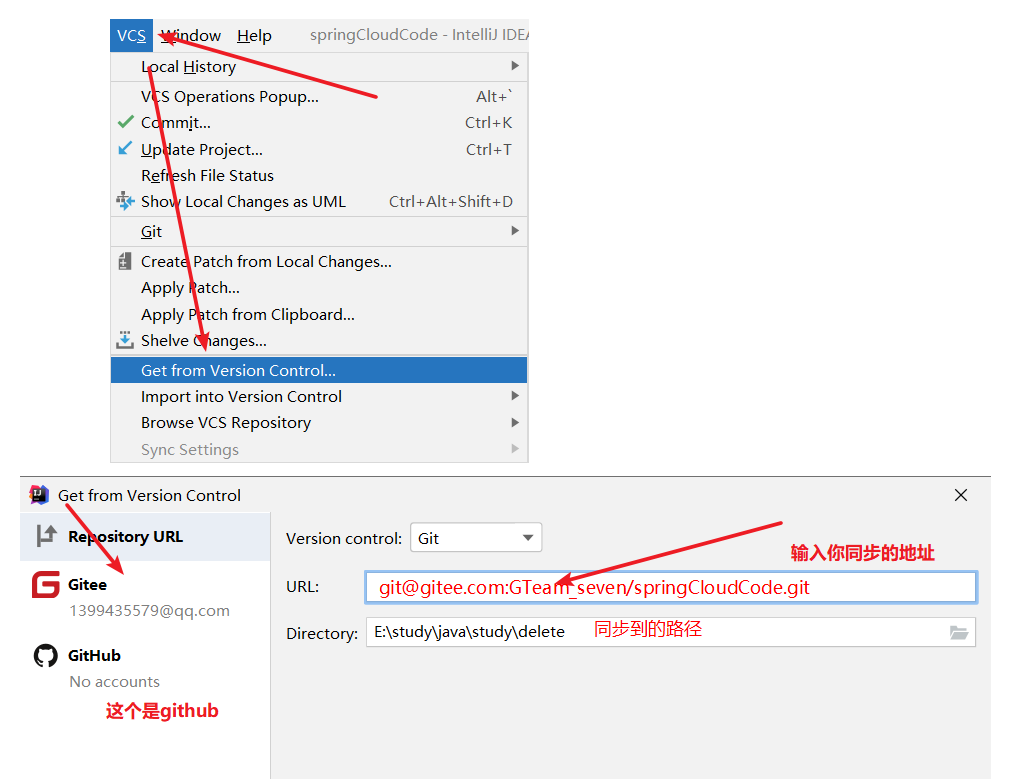 VCS Window Help springCloudCode - IntelliJ IDEA
Local History
VCS Operations Popup... Alt+`
Commit... Ctrl+K
Update Project... Ctrl+T
Refresh File Status
Show Local Changes as UML Ctrl+Alt+Shift+D
Git
Create Patch from Local Changes...
Apply Patch...
Apply Patch from Clipboard...
Shelve Changes...
Get from Version Control...
Import into Version Control
Browse VCS Repository
Sync Settings
Get from Version Control
Repository URL
Gitee
1399435579@qq.com
GitHub
No accounts
这个是github
Version control: Git
输入你同步的地址
URL: git@gitee.com:GTeam_seven/springCloudCode.git
Directory: E:\study\java\study\delete 同步到的路径